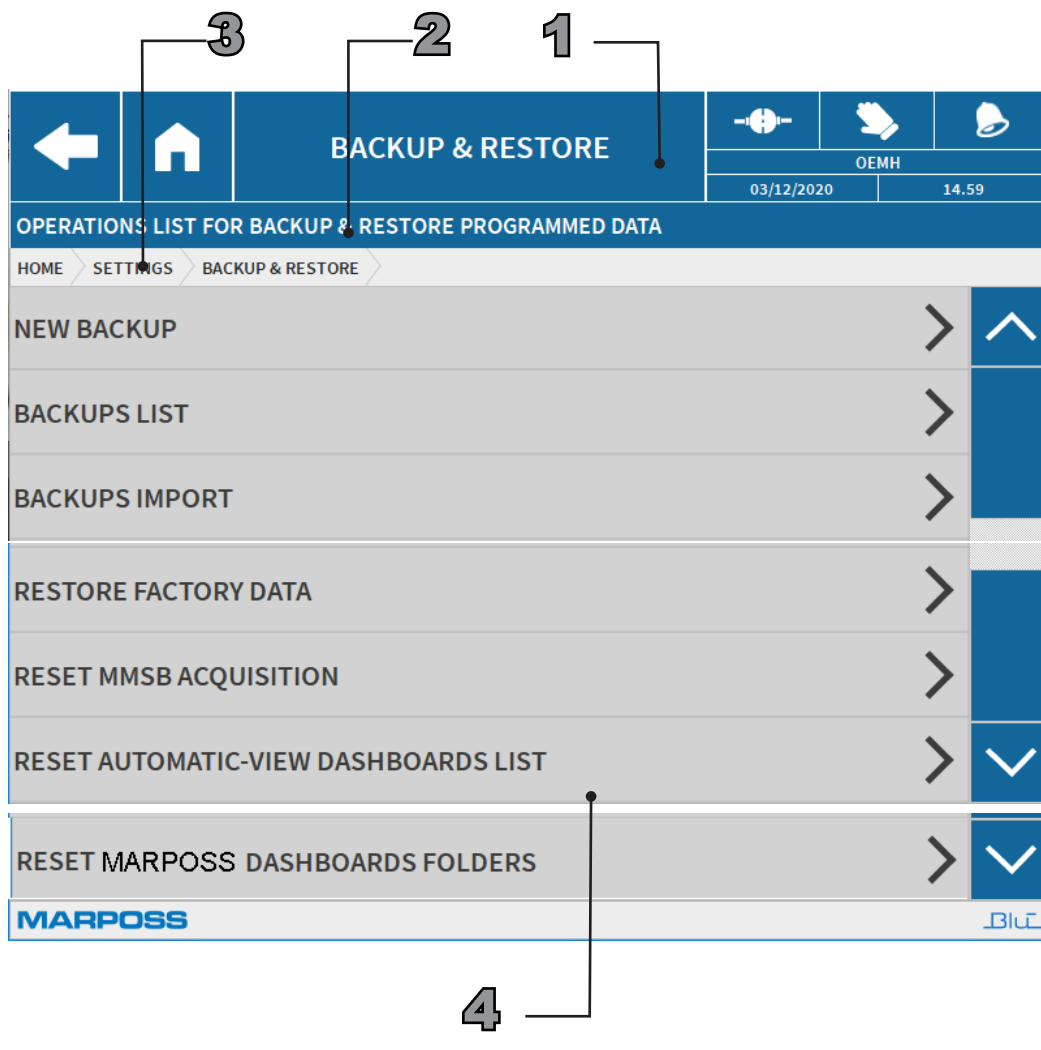 3 2 1
BACKUP & RESTORE
OEMH
03/12/2020 14.59
OPERATIONS LIST FOR BACKUP & RESTORE PROGRAMMED DATA
HOME SETTINGS BACKUP & RESTORE
NEW BACKUP
BACKUPS LIST
BACKUPS IMPORT
RESTORE FACTORY DATA
RESET MMSB ACQUISITION
RESET AUTOMATIC-VIEW DASHBOARDS LIST
RESET MARPOSS DASHBOARDS FOLDERS
MARPOSS Blú
4